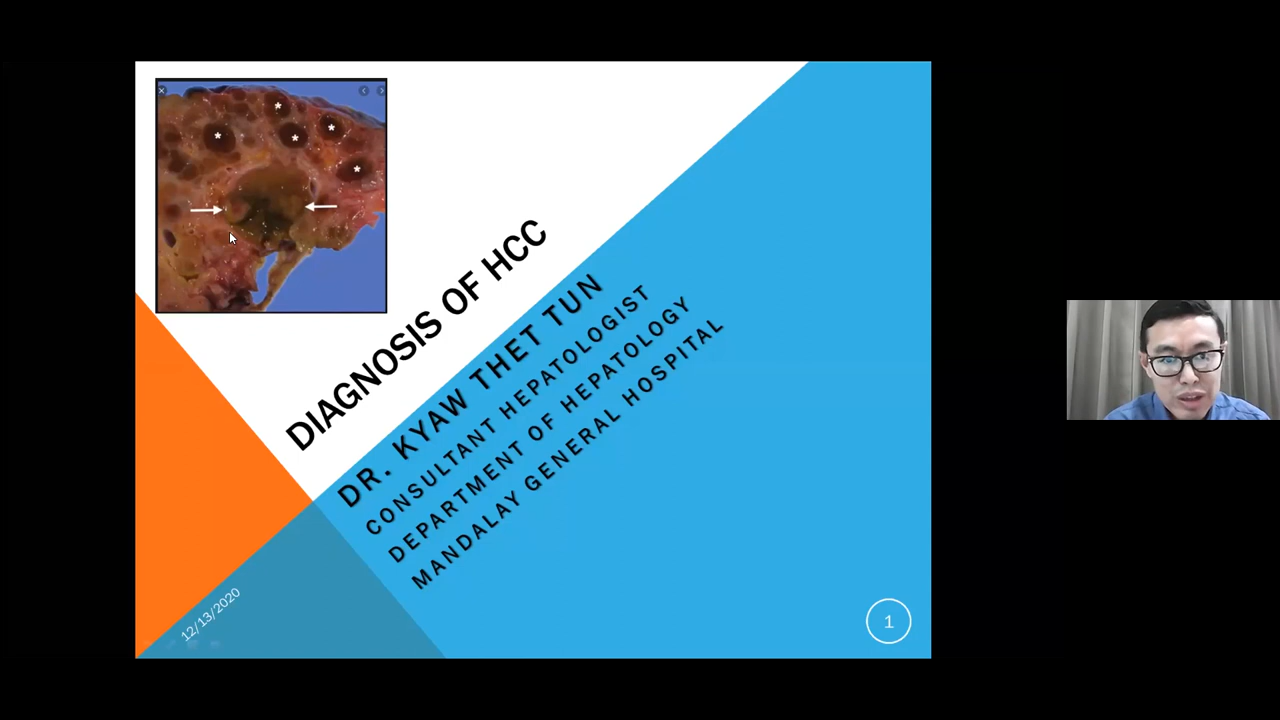 DIAGNOSIS OF HCC
DR. KYAW THET TUN
CONSULTANT HEPATOLOGIST
DEPARTMENT OF HEPATOLOGY
MANDALAY GENERAL HOSPITAL
12/13/2020
1